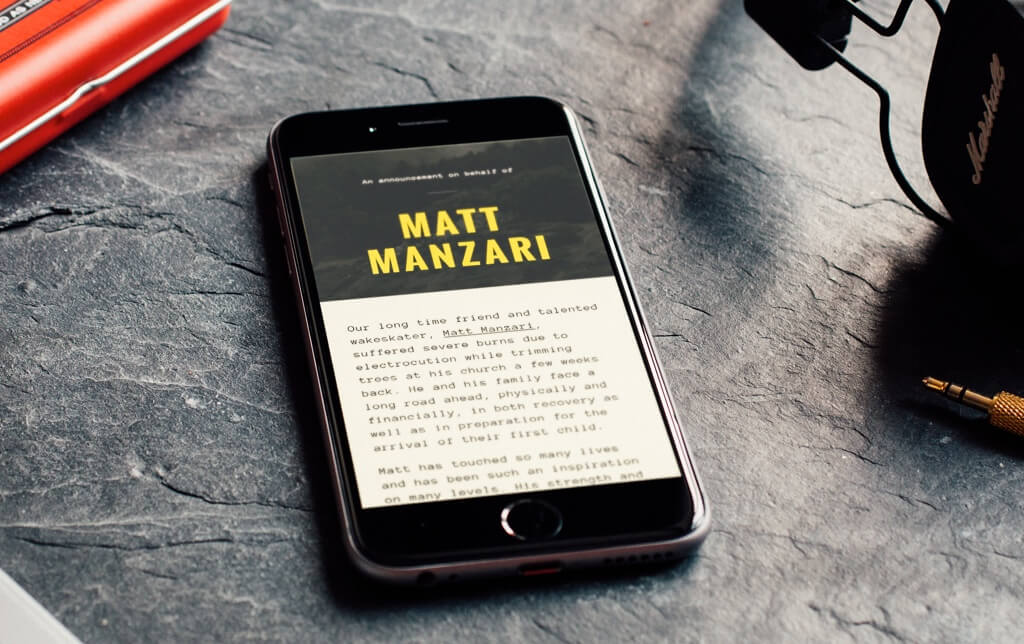 An announcement on behalf of
MATT
MANZARI
Our long time friend and talented
wakeskater, Matt Manzari,
suffered severe burns due to
electrocution while trimming
trees at his church a few weeks
back. He and his family face a
long road ahead, physically and
financially, in both recovery as
well as in preparation for the
arrival of their first child.
Matt has touched so many lives
and has been such an inspiration
on many levels. His strength and
Marshall